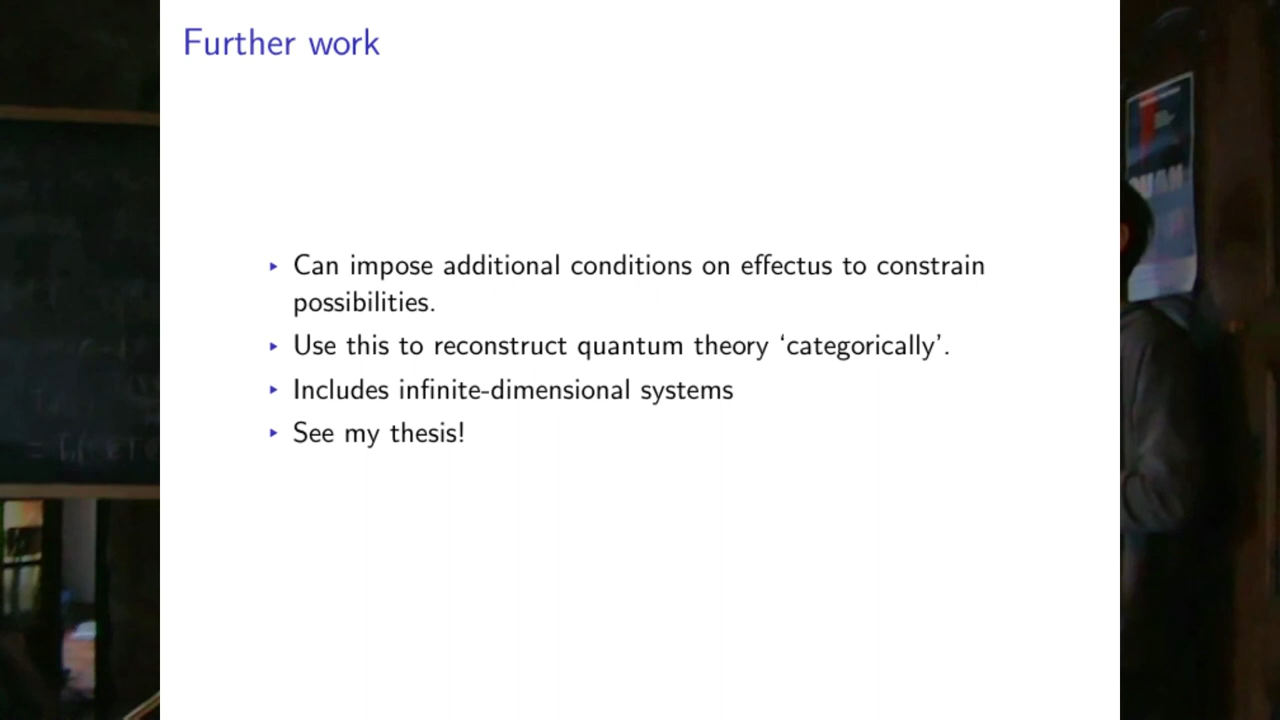 Further work
▸ Can impose additional conditions on effectus to constrain
possibilities.
▸ Use this to reconstruct quantum theory ‘categorically’.
▸ Includes infinite-dimensional systems
▸ See my thesis!